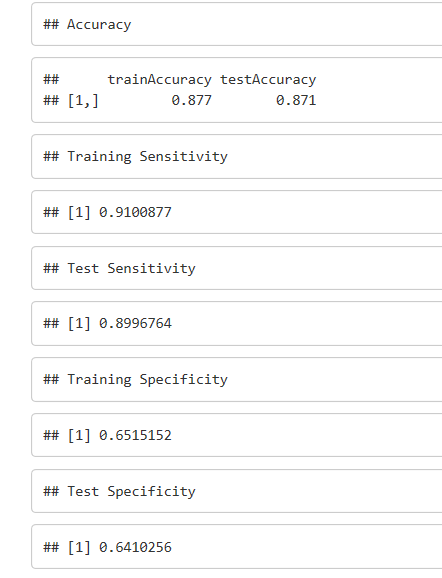 ## Accuracy
##      trainAccuracy testAccuracy
## [1,]         0.877        0.871
## Training Sensitivity
## [1] 0.9100877
## Test Sensitivity
## [1] 0.8996764
## Training Specificity
## [1] 0.6515152
## Test Specificity
## [1] 0.6410256